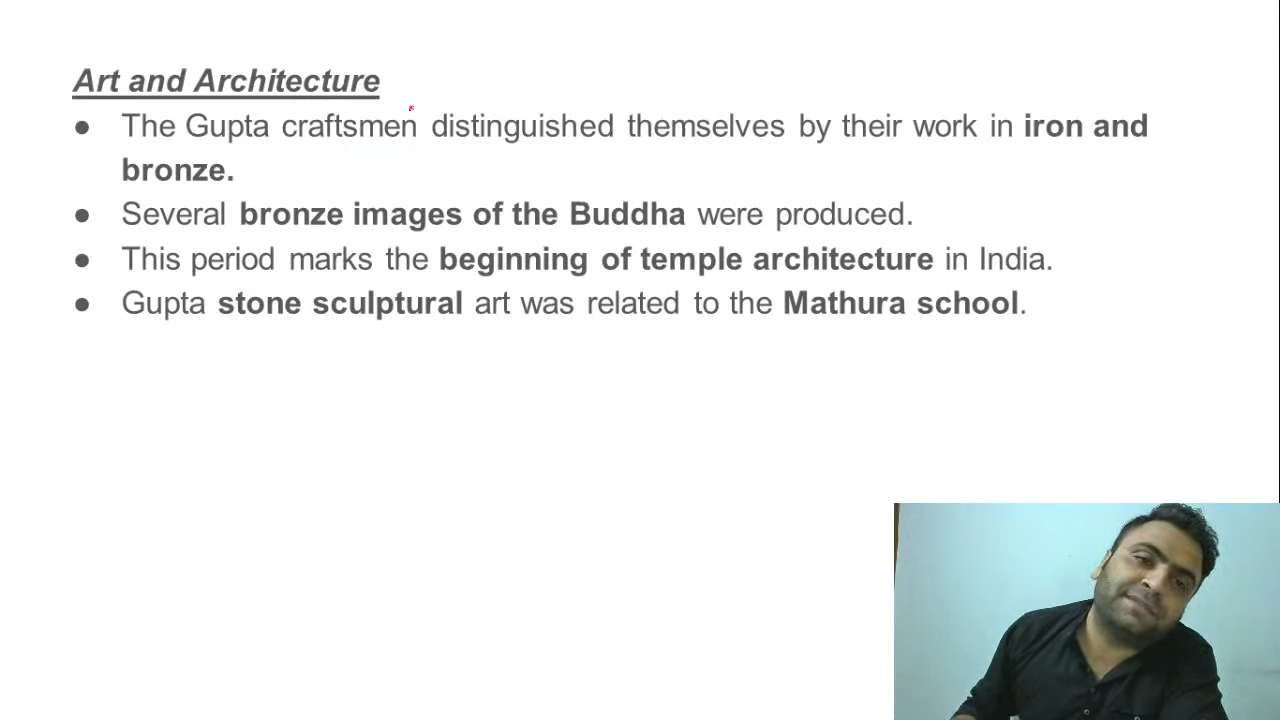 Art and Architecture
● The Gupta craftsmen distinguished themselves by their work in iron and
bronze.
● Several bronze images of the Buddha were produced.
● This period marks the beginning of temple architecture in India.
● Gupta stone sculptural art was related to the Mathura school.